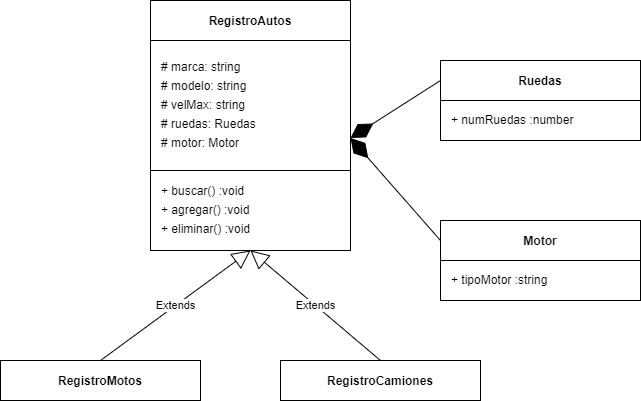 RegistroAutos
# marca: string
# modelo: string
# velMax: string
# ruedas: Ruedas
# motor: Motor
+ buscar() :void
+ agregar() :void
+ eliminar() :void
Ruedas
+ numRuedas :number
Motor
+ tipoMotor :string
Extends
Extends
RegistroMotos
RegistroCamiones